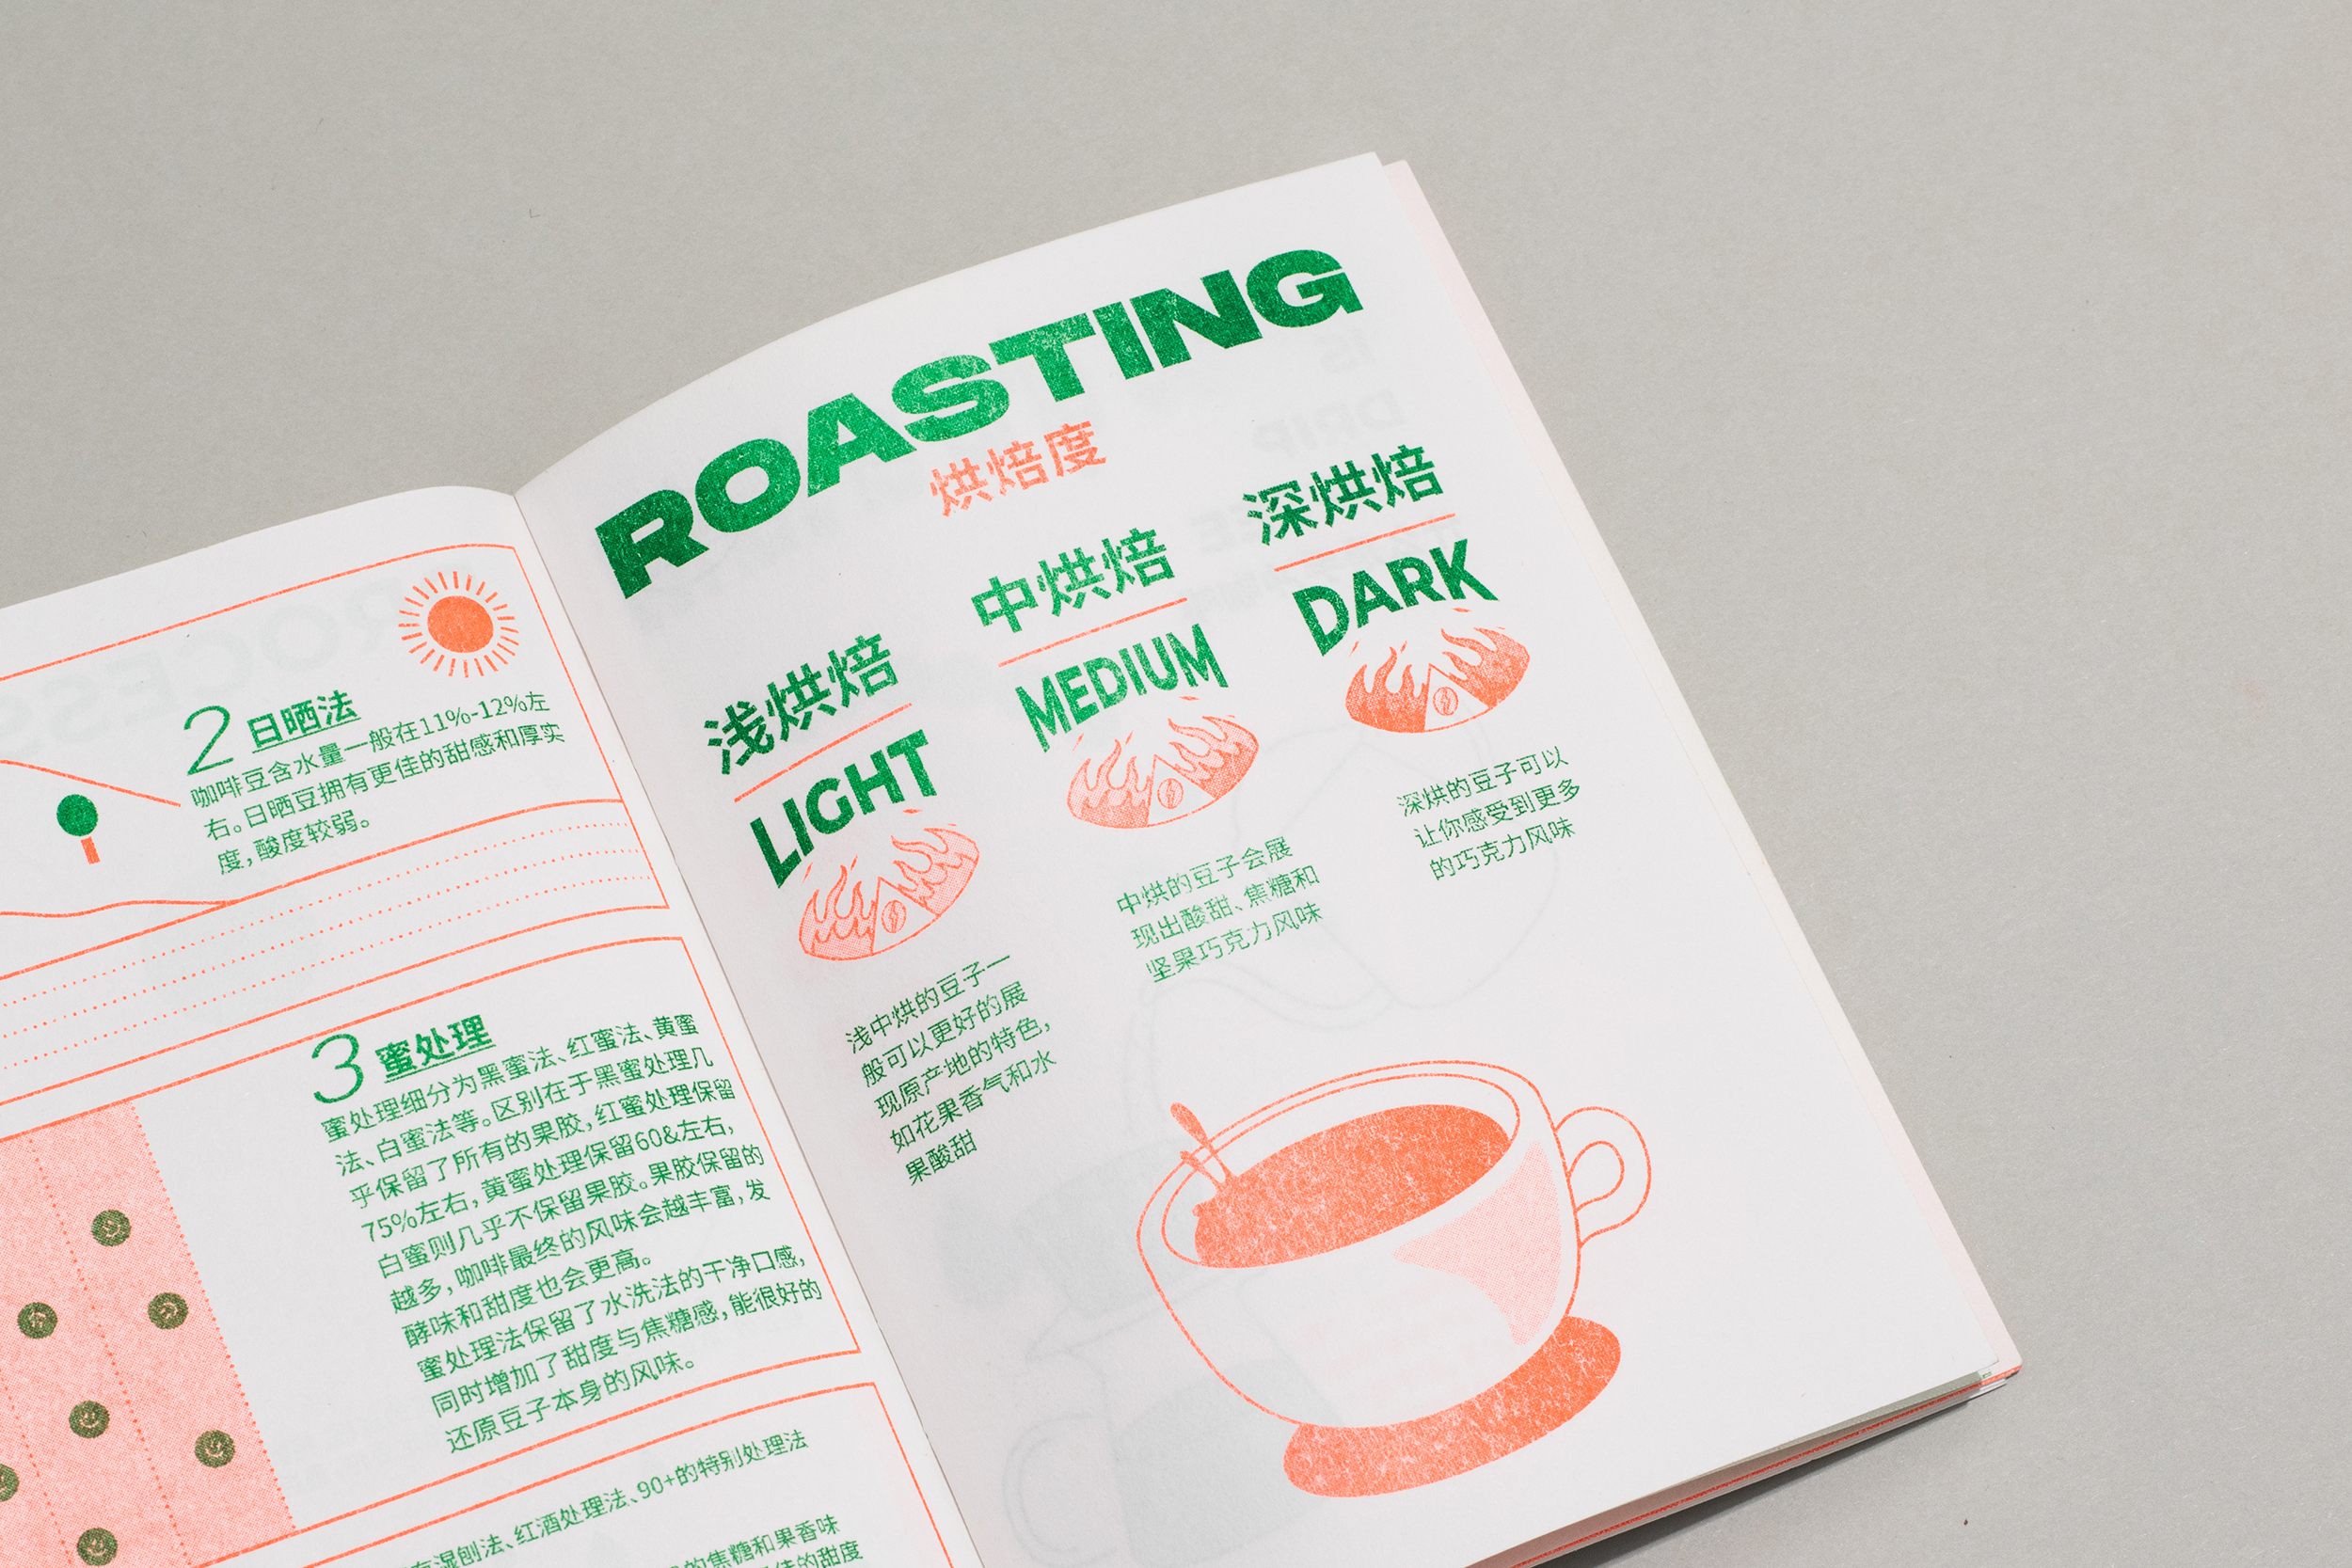 2 日晒法
咖啡豆含水量一般在11%-12%左
右。日晒豆拥有更佳的甜感和厚实
度，酸度较弱。
3 蜜处理
蜜处理细分为黑蜜法、红蜜法、黄蜜
法、白蜜法等。区别在于黑蜜处理几
乎保留了所有的果胶，红蜜处理保留
75%左右，黄蜜处理保留60&左右，
白蜜则几乎不保留果胶。果胶保留的
越多，咖啡最终的风味会越丰富，发
酵味和甜度也会更高。
蜜处理法保留了水洗法的干净口感，
同时增加了甜度与焦糖感，能很好的
还原豆子本身的风味。
湿刨法、红酒处理法、90+的特别处理法
的焦糖和果香味
的甜度
ROASTING
烘焙度
浅烘焙
LIGHT
浅中烘的豆子一
般可以更好的展
现原产地的特色，
如花果香气和水
果酸甜
中烘焙
MEDIUM
中烘的豆子会展
现出酸甜、焦糖和
坚果巧克力风味
深烘焙
DARK
深烘的豆子可以
让你感受到更多
的巧克力风味